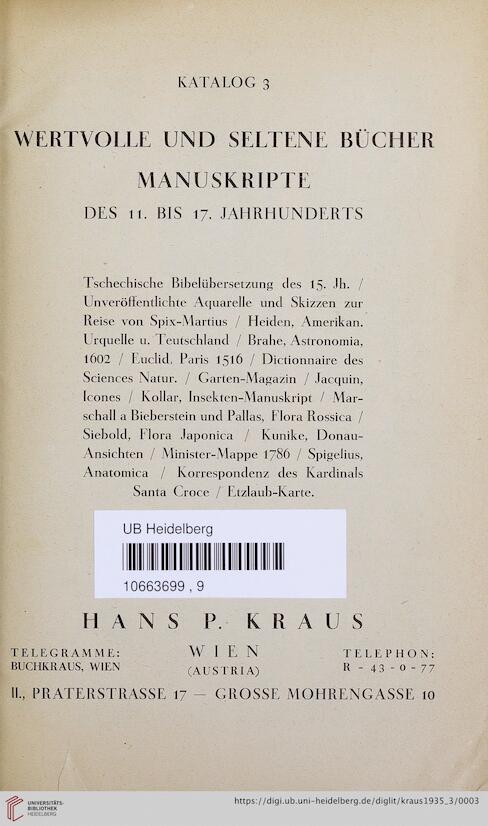 KATALOG 3
WERTVOLLE UND SELTENE BÜCHER
MANUSKRIPTE
DES 11. BIS 17. JAHRHUNDERTS
Tschechische Bibelübersetzung des 15. Jh. /
Unveröffentlichte Aquarelle und Skizzen zur
Reise von Spix-Martius / Heiden, Amerikan.
Urquelle u. Teutschland / Brahe, Astronomia,
1602 / Euclid, Paris 1516 / Dictionnaire des
Sciences Natur. / Garten-Magazin / Jacquin,
Icones / Kollar, Insekten-Manuskript / Mar-
schall a Bieberstein und Pallas, Flora Rossica /
Siebold, Flora Japonica / Kunike, Donau-
Ansichten / Minister-Mappe 1786 / Spigelius,
Anatomica / Korrespondenz des Kardinals
Santa Croce / Etzlaub-Karte.
UB Heidelberg
10663699 , 9
HANS P. KRAUS
TELEGRAMME: WIEN TELEPHON:
BUCHKRAUS, WIEN (AUSTRIA) R - 43 - 0 - 77
II., PRATERSTRASSE 17 — GROSSE MOHRENGASSE 10
UNIVERSITÄTS-
BIBLIOTHEK
HEIDELBERG
https://digi.ub.uni-heidelberg.de/diglit/kraus1935_3/0003